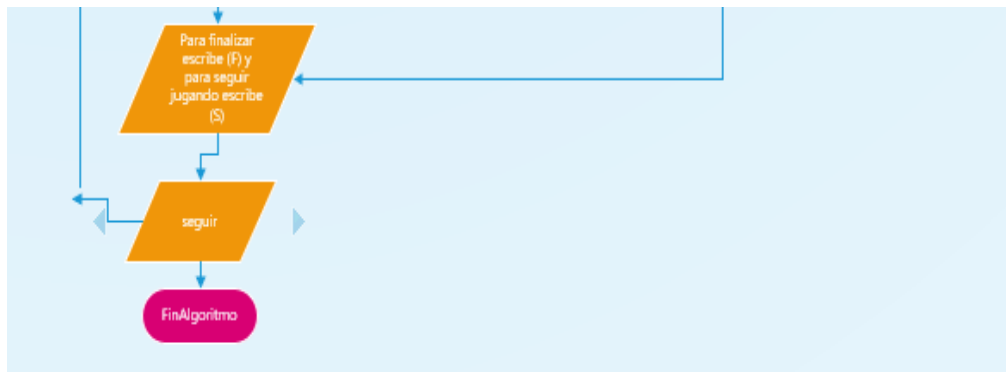 Para finalizar
escribe (F) y
para seguir
jugando escribe
(S)
seguir
FinAlgoritmo